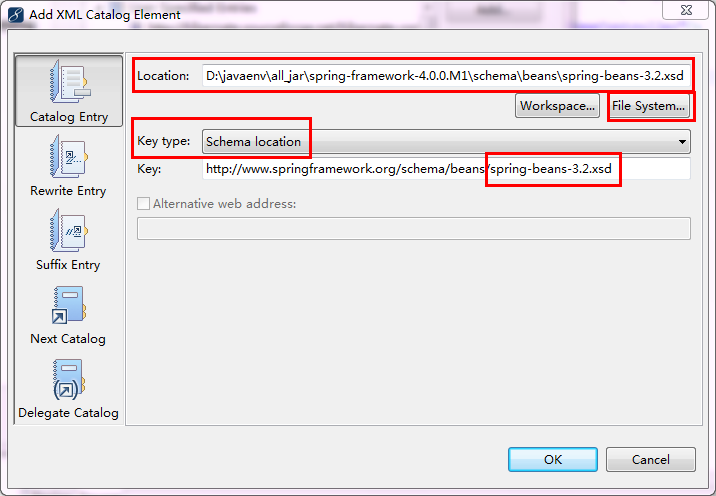 Add XML Catalog Element
Catalog Entry
Rewrite Entry
Suffix Entry
Next Catalog
Delegate Catalog
Location: D:\javaenv\all_jar\spring-framework-4.0.0.M1\schema\beans\spring-beans-3.2.xsd
Workspace... File System...
Key type: Schema location
Key: http://www.springframework.org/schema/beans/spring-beans-3.2.xsd
Alternative web address:
OK Cancel